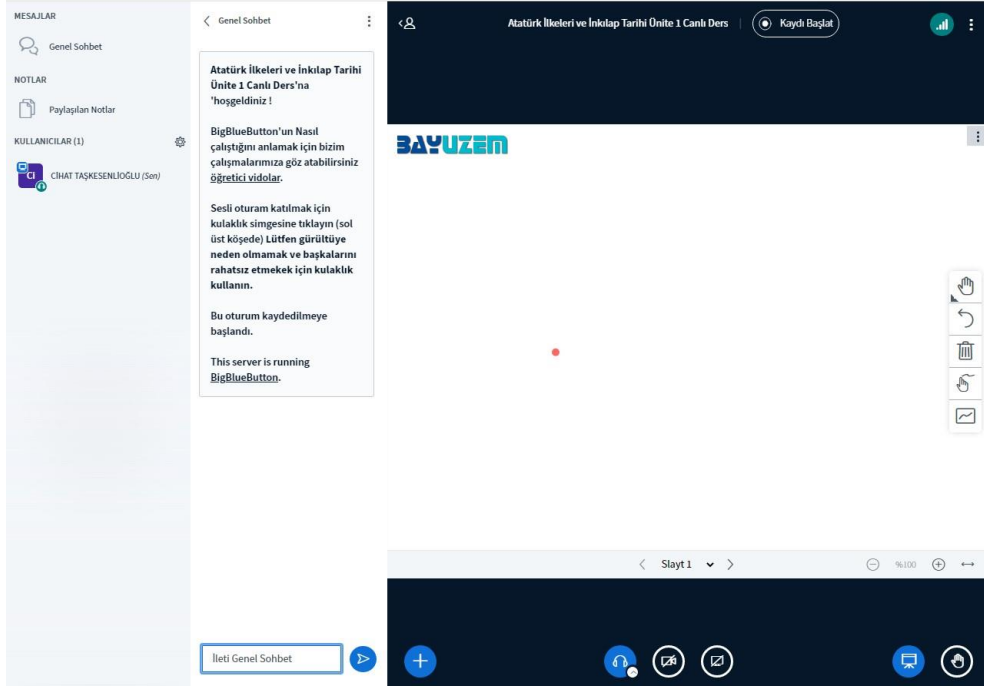 MESAJLAR
Genel Sohbet
NOTLAR
Paylaşılan Notlar
KULLANICILAR (1)
CI
CİHAT TAŞKESENLİOĞLU (Sen)
Genel Sohbet
Atatürk İlkeleri ve İnkılap Tarihi
Ünite 1 Canlı Ders'na
'hoşgeldiniz !
BigBlueButton'un Nasıl
çalıştığını anlamak için bizim
çalışmalarımıza göz atabilirsiniz
öğretici vidolar.
Sesli oturam katılmak için
kulaklık simgesine tıklayın (sol
üst köşede) Lütfen gürültüye
neden olmamak ve başkalarını
rahatsız etmekek için kulaklık
kullanın.
Bu oturum kaydedilmeye
başlandı.
This server is running
BigBlueButton.
İleti Genel Sohbet
Atatürk İlkeleri ve İnkılap Tarihi Ünite 1 Canlı Ders
Kaydı Başlat
BAYUZEM
Slayt 1
%100